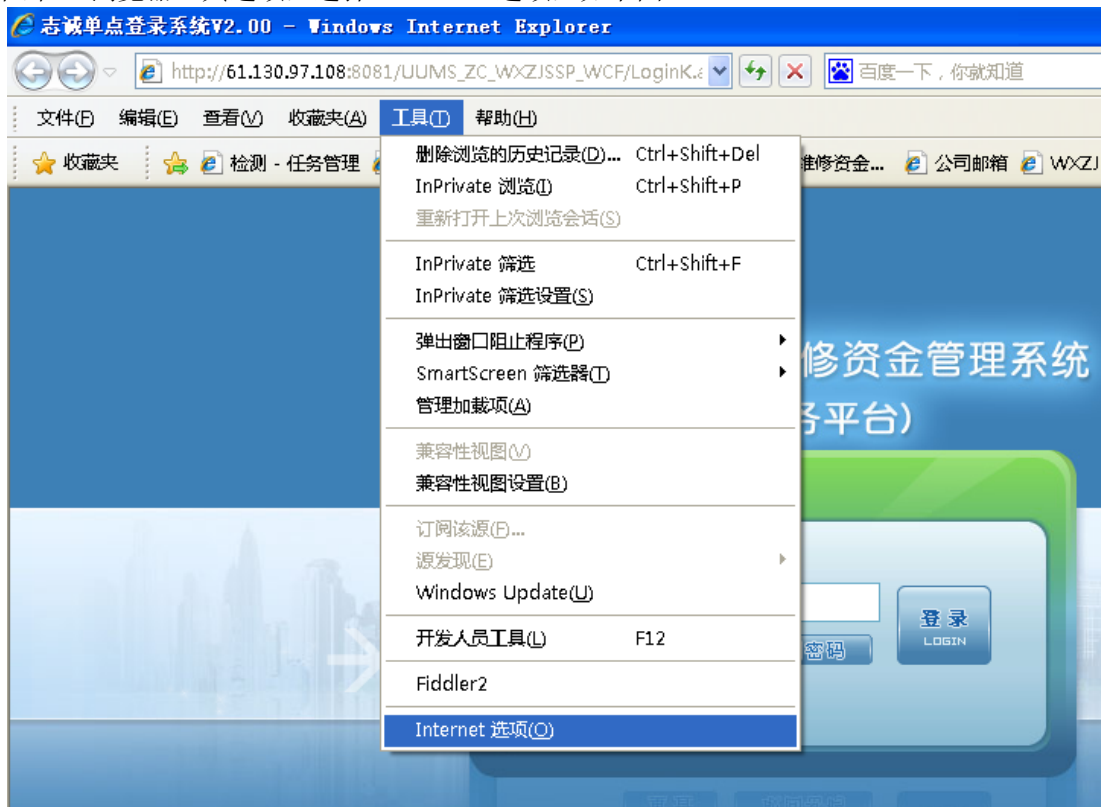 志诚单点登录系统V2.00 - Windows Internet Explorer
http://61.130.97.108:8081/UUMS_ZC_WXZJSSP_WCF/LoginK.a
百度一下，你就知道
文件(F) 编辑(E) 查看(V) 收藏夹(A) 工具(T) 帮助(H)
收藏夹 检测 - 任务管理 维修资金... 公司邮箱 WXZJ
删除浏览的历史记录(D)... Ctrl+Shift+Del
InPrivate 浏览(I) Ctrl+Shift+P
重新打开上次浏览会话(S)
InPrivate 筛选 Ctrl+Shift+F
InPrivate 筛选设置(S)
弹出窗口阻止程序(P)
SmartScreen 筛选器(T)
管理加载项(A)
兼容性视图(V)
兼容性视图设置(B)
订阅该源(F)...
源发现(E)
Windows Update(U)
开发人员工具(L) F12
Fiddler2
Internet 选项(O)
修资金管理系统
务平台)
登录
LOGIN
密码